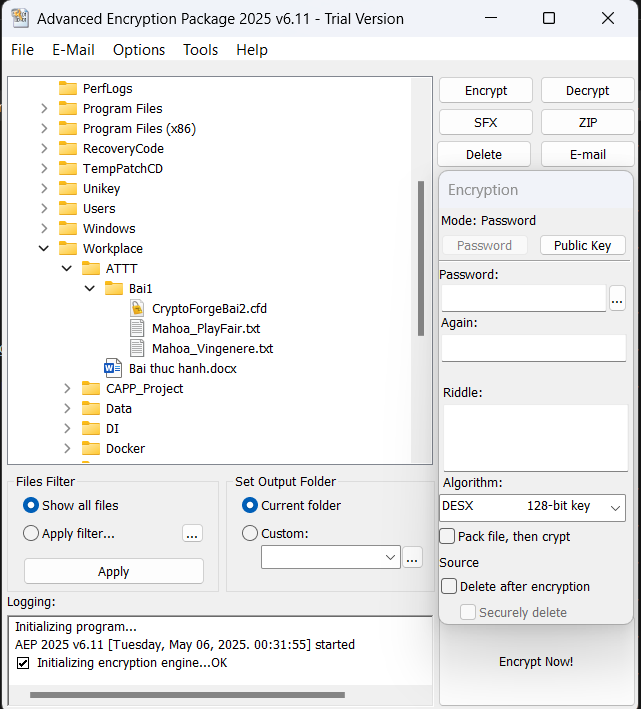 Advanced Encryption Package 2025 v6.11 - Trial Version
File E-Mail Options Tools Help
PerfLogs
Program Files
Program Files (x86)
RecoveryCode
TempPatchCD
Unikey
Users
Windows
Workplace
ATTT
Bai1
CryptoForgeBai2.cfd
Mahoa_PlayFair.txt
Mahoa_Vingenere.txt
Bai thuc hanh.docx
CAPP_Project
Data
DI
Docker
Encrypt Decrypt
SFX ZIP
Delete E-mail
Encryption
Mode: Password
Password Public Key
Password:
...
Again:
Riddle:
Algorithm:
DESX 128-bit key
Pack file, then crypt
Source
Delete after encryption
Securely delete
Encrypt Now!
Files Filter
Show all files
Apply filter... ...
Apply
Set Output Folder
Current folder
Custom:
...
Logging:
Initializing program...
AEP 2025 v6.11 [Tuesday, May 06, 2025. 00:31:55] started
Initializing encryption engine...OK